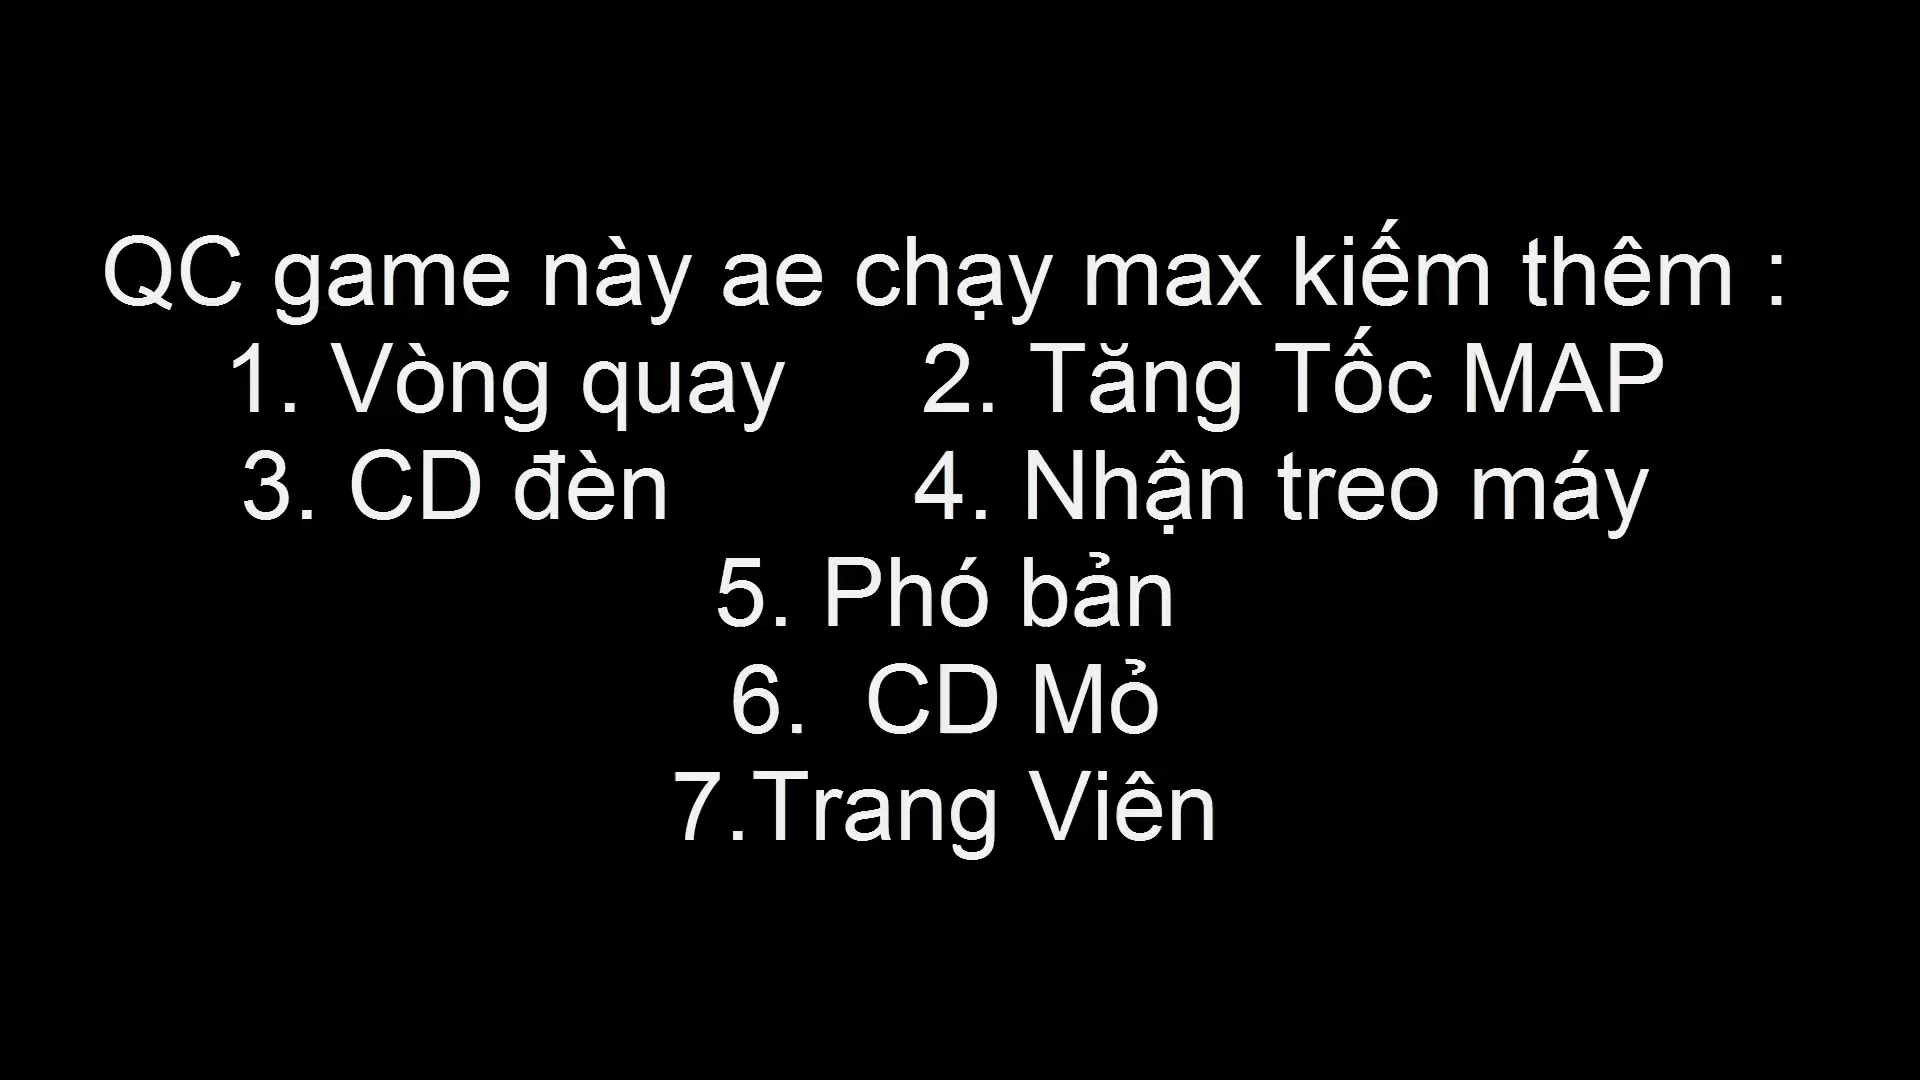 QC game này ae chạy max kiếm thêm :
1. Vòng quay 2. Tăng Tốc MAP
3. CD đèn 4. Nhận treo máy
5. Phó bản
6. CD Mỏ
7.Trang Viên